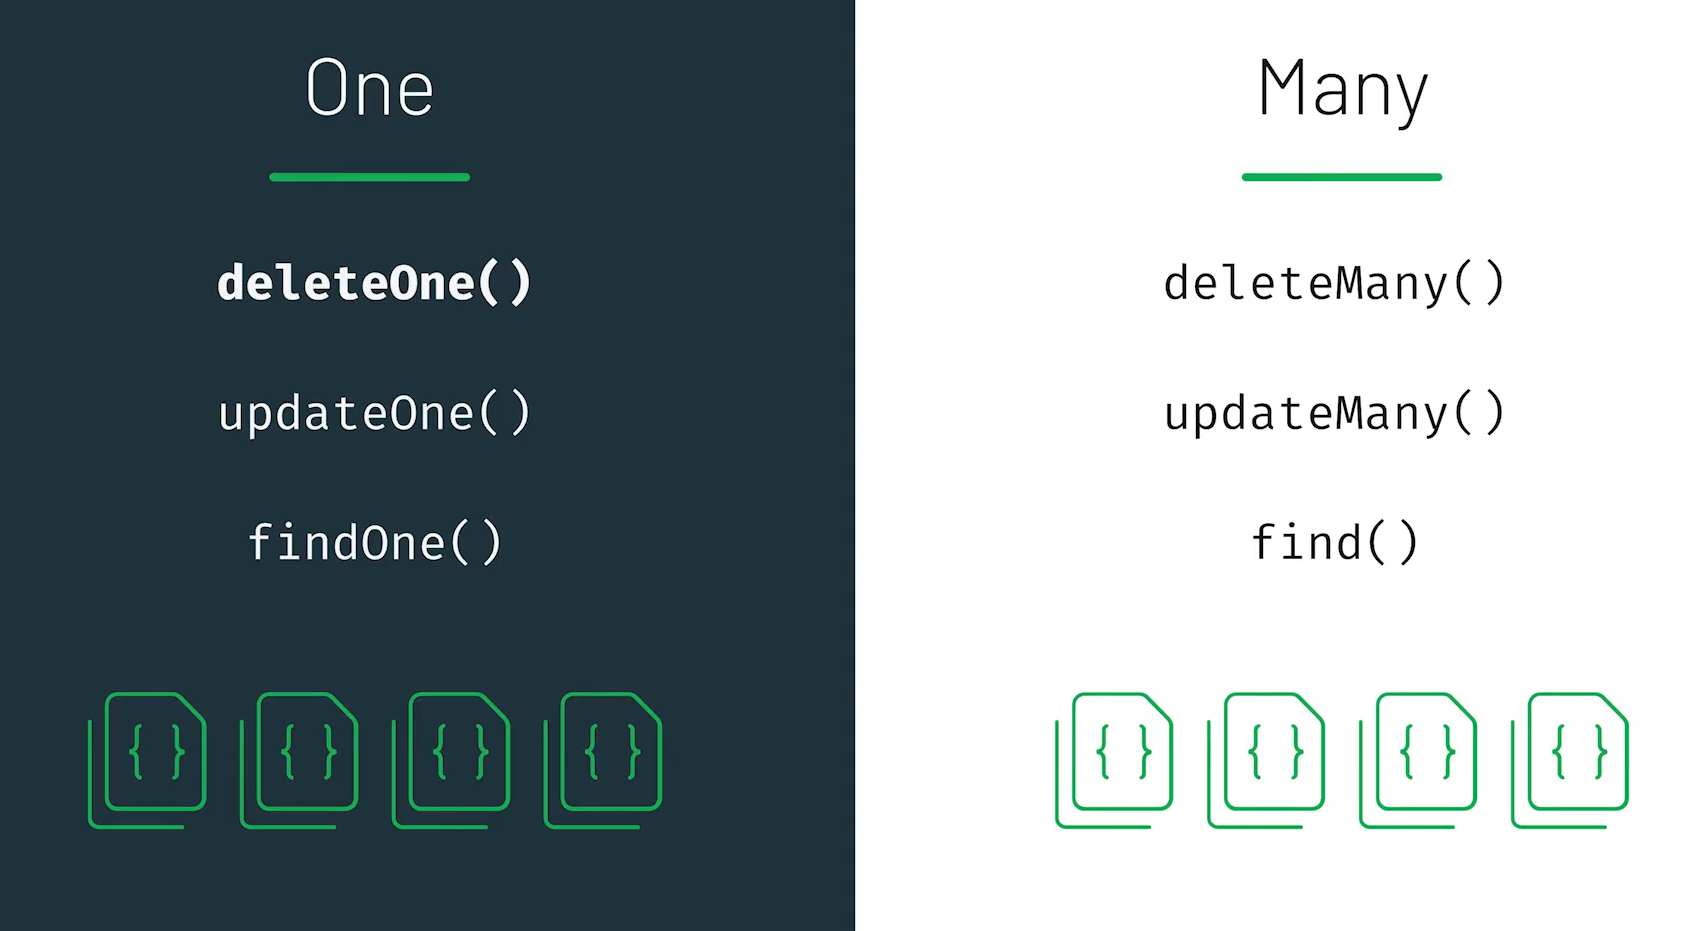 One
deleteOne()
updateOne()
findOne()
{ } { } { } { }
Many
deleteMany()
updateMany()
find()
{ } { } { } { }